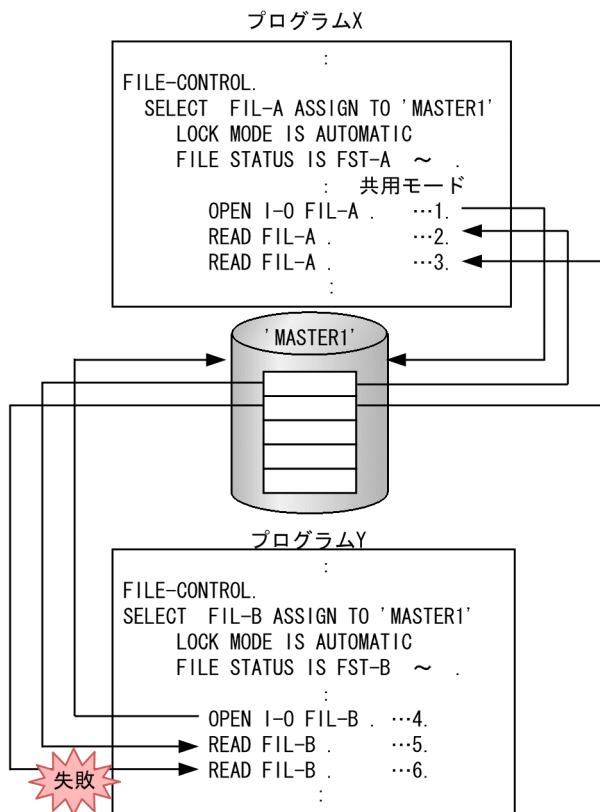 プログラムX
:
FILE-CONTROL.
SELECT FIL-A ASSIGN TO 'MASTER1'
LOCK MODE IS AUTOMATIC
FILE STATUS IS FST-A ～ .
: 共用モード
OPEN I-O FIL-A . …1.
READ FIL-A . …2.
READ FIL-A . …3.
:
'MASTER1'
プログラムY
:
FILE-CONTROL.
SELECT FIL-B ASSIGN TO 'MASTER1'
LOCK MODE IS AUTOMATIC
FILE STATUS IS FST-B ～ .
:
OPEN I-O FIL-B . …4.
READ FIL-B . …5.
READ FIL-B . …6.
失敗
: